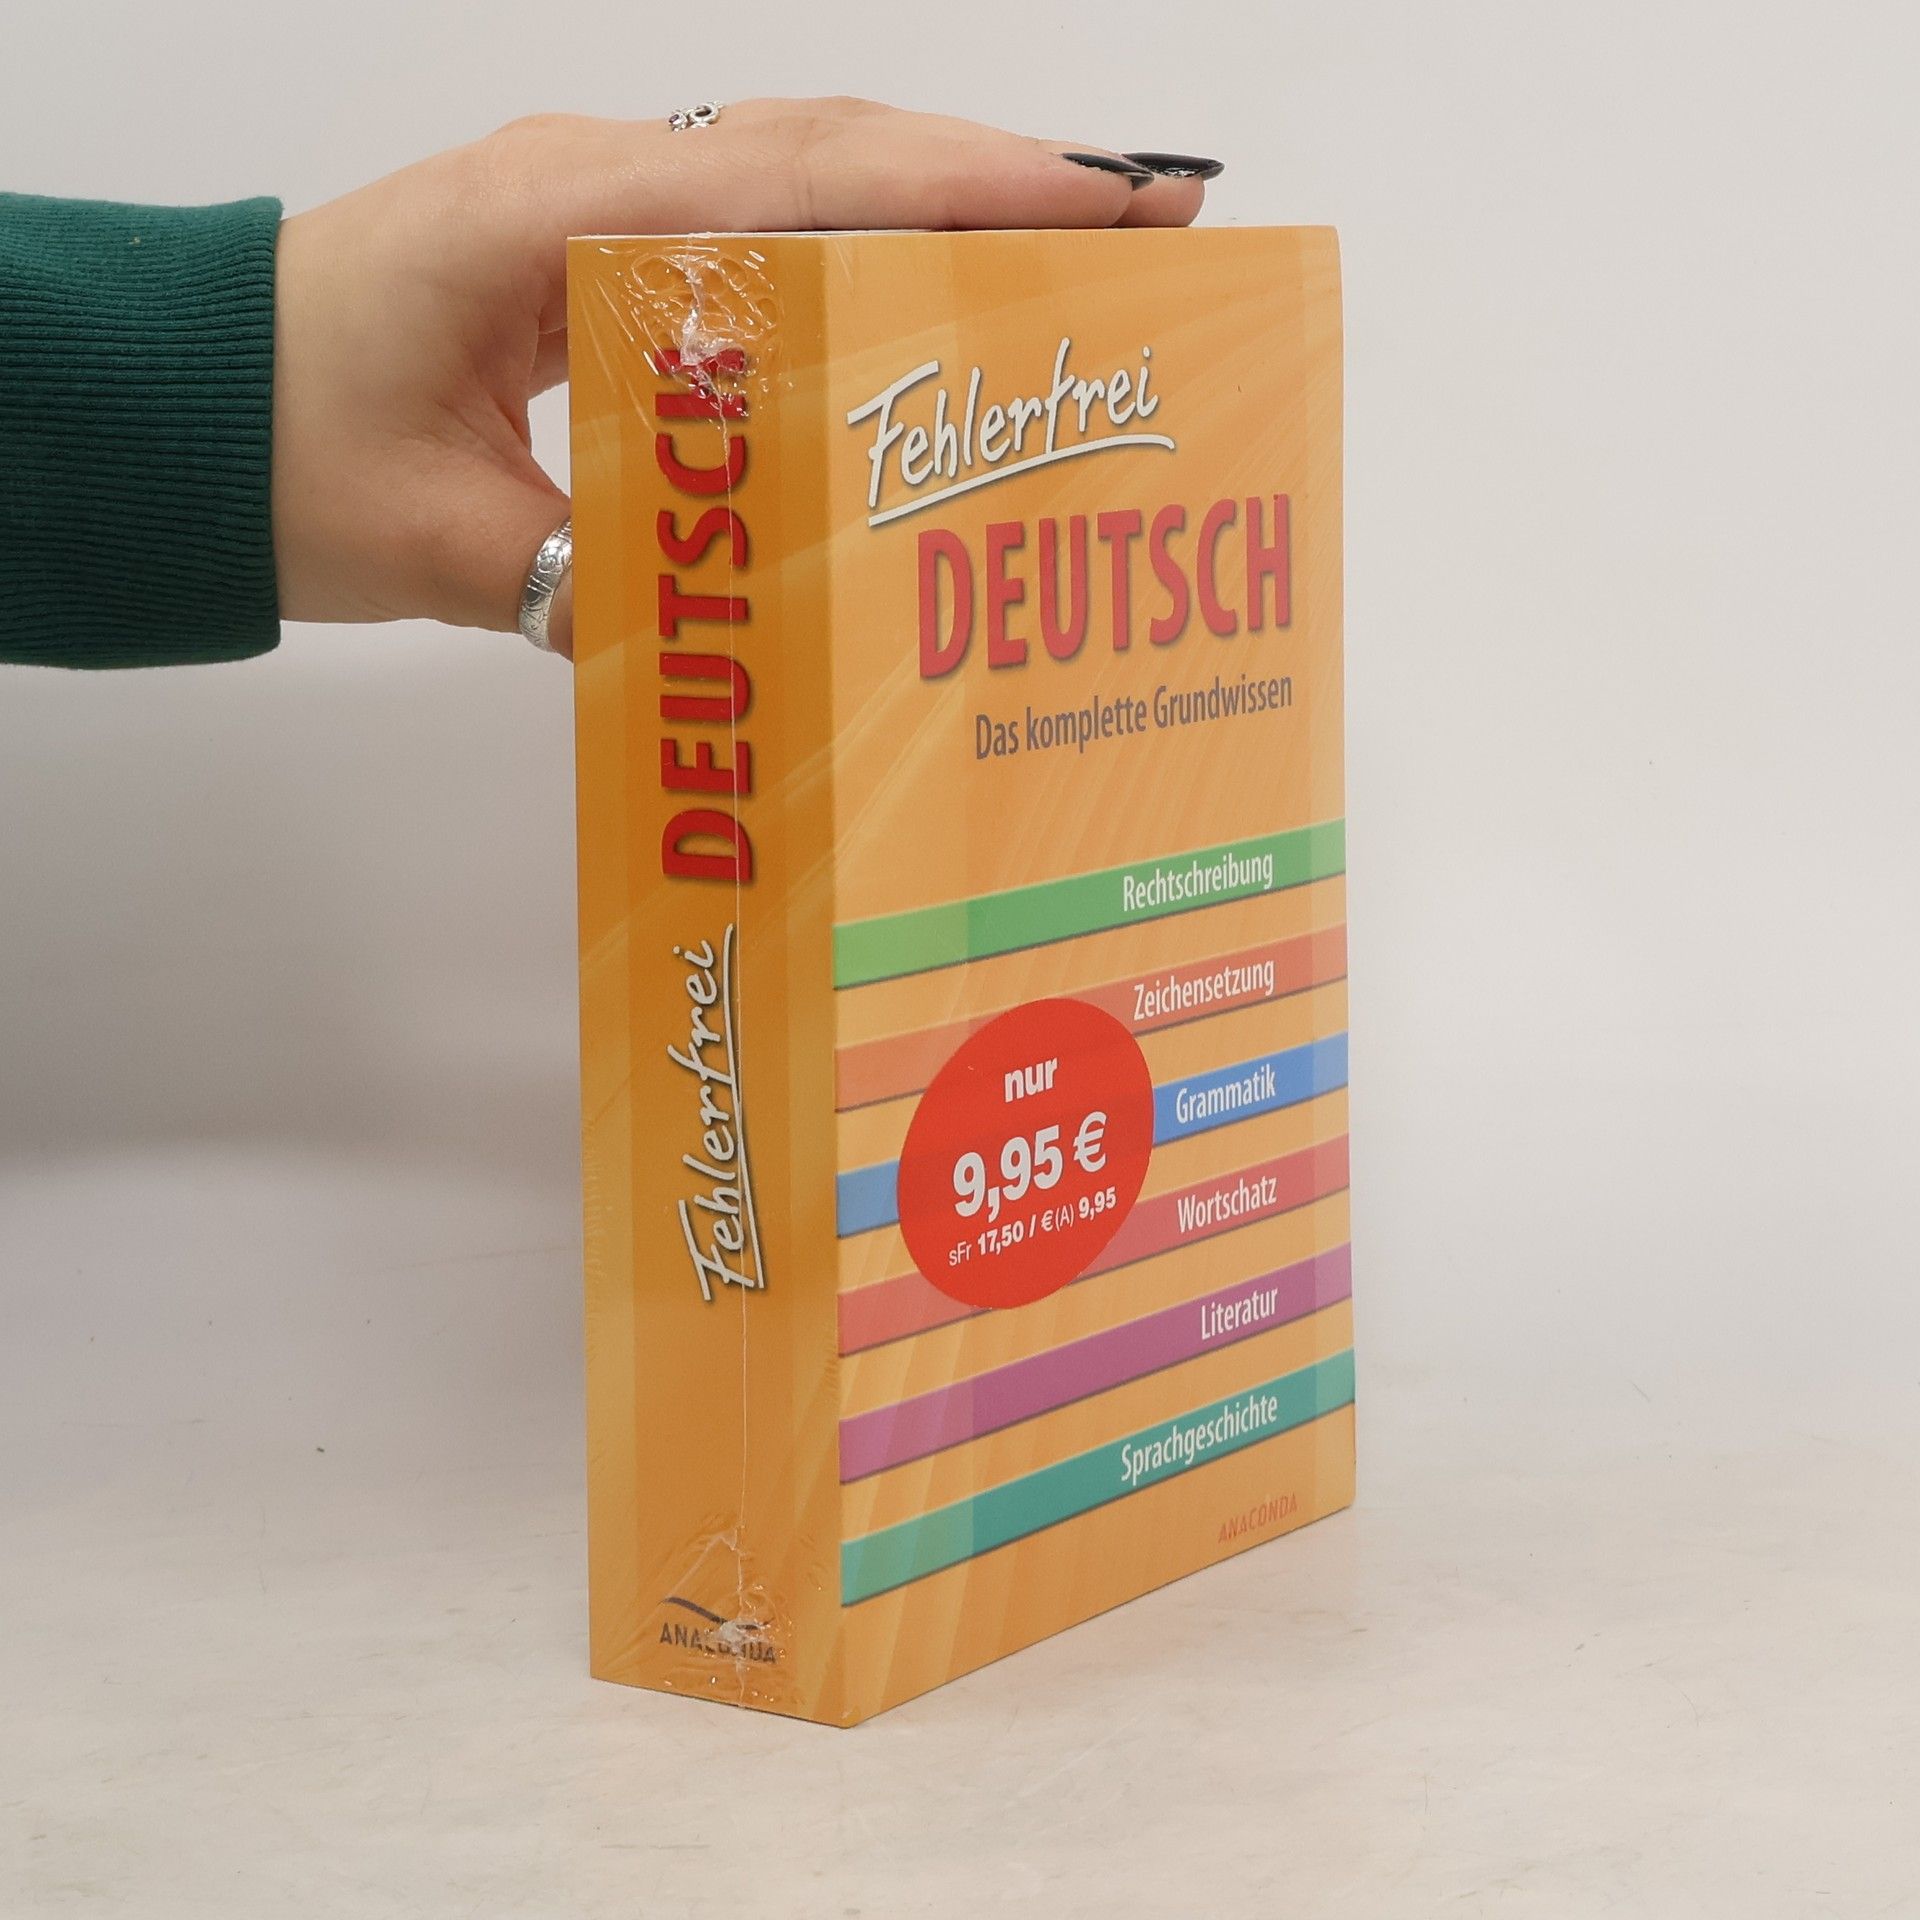 Fehlerfrei DEUTSCH
ANACONDA
Fehlerfrei
DEUTSCH
Das komplette Grundwissen
Rechtschreibung
Zeichensetzung
Grammatik
Wortschatz
Literatur
Sprachgeschichte
nur
9,95 €
sFr 17,50 / €(A) 9,95
ANACONDA